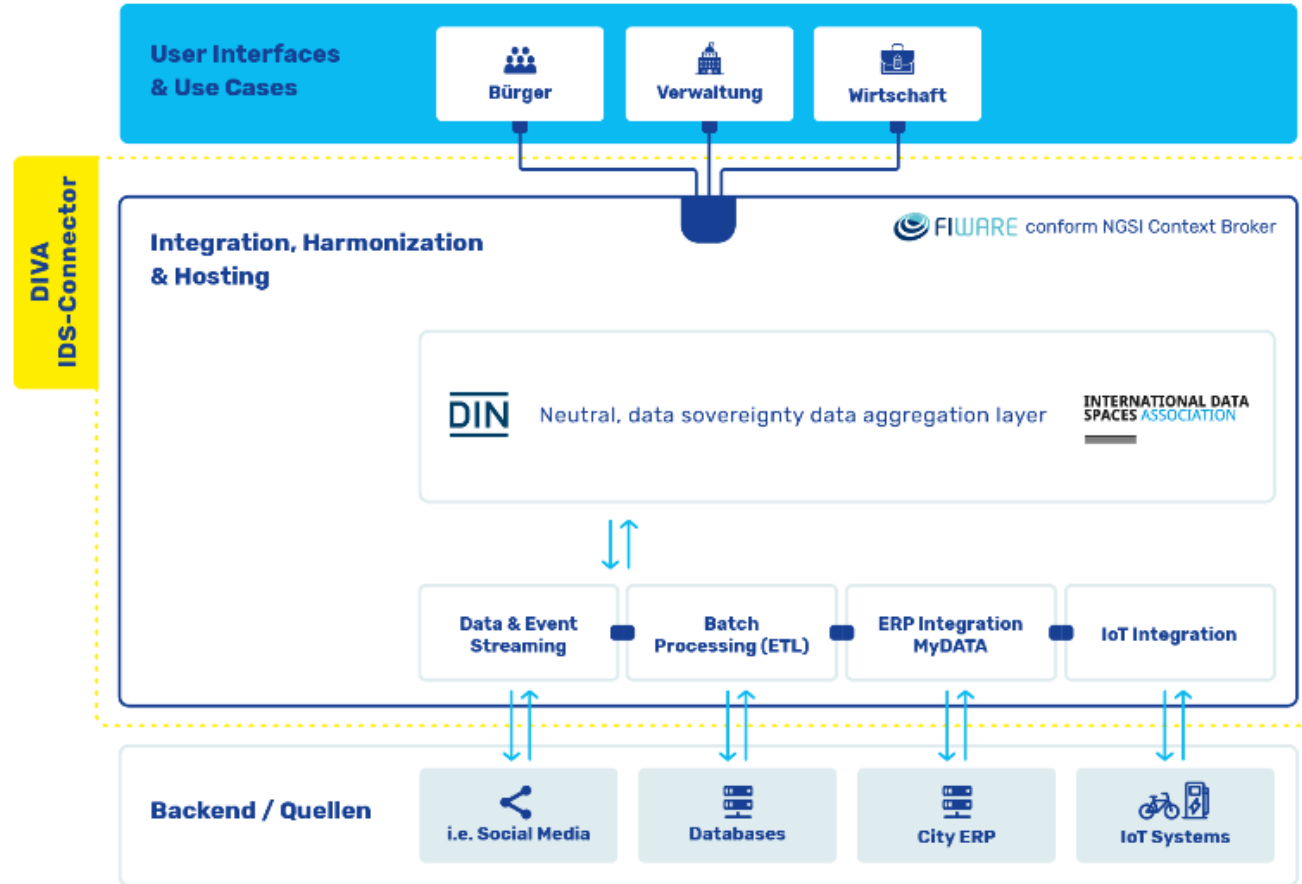 User Interfaces
& Use Cases
Bürger
Verwaltung
Wirtschaft
DIVA
IDS-Connector
Integration, Harmonization
& Hosting
FIWARE conform NGSI Context Broker
DIN
Neutral, data sovereignty data aggregation layer
INTERNATIONAL DATA
SPACES ASSOCIATION
Data & Event
Streaming
Batch
Processing (ETL)
ERP Integration
MyDATA
IoT Integration
Backend / Quellen
i.e. Social Media
Databases
City ERP
IoT Systems